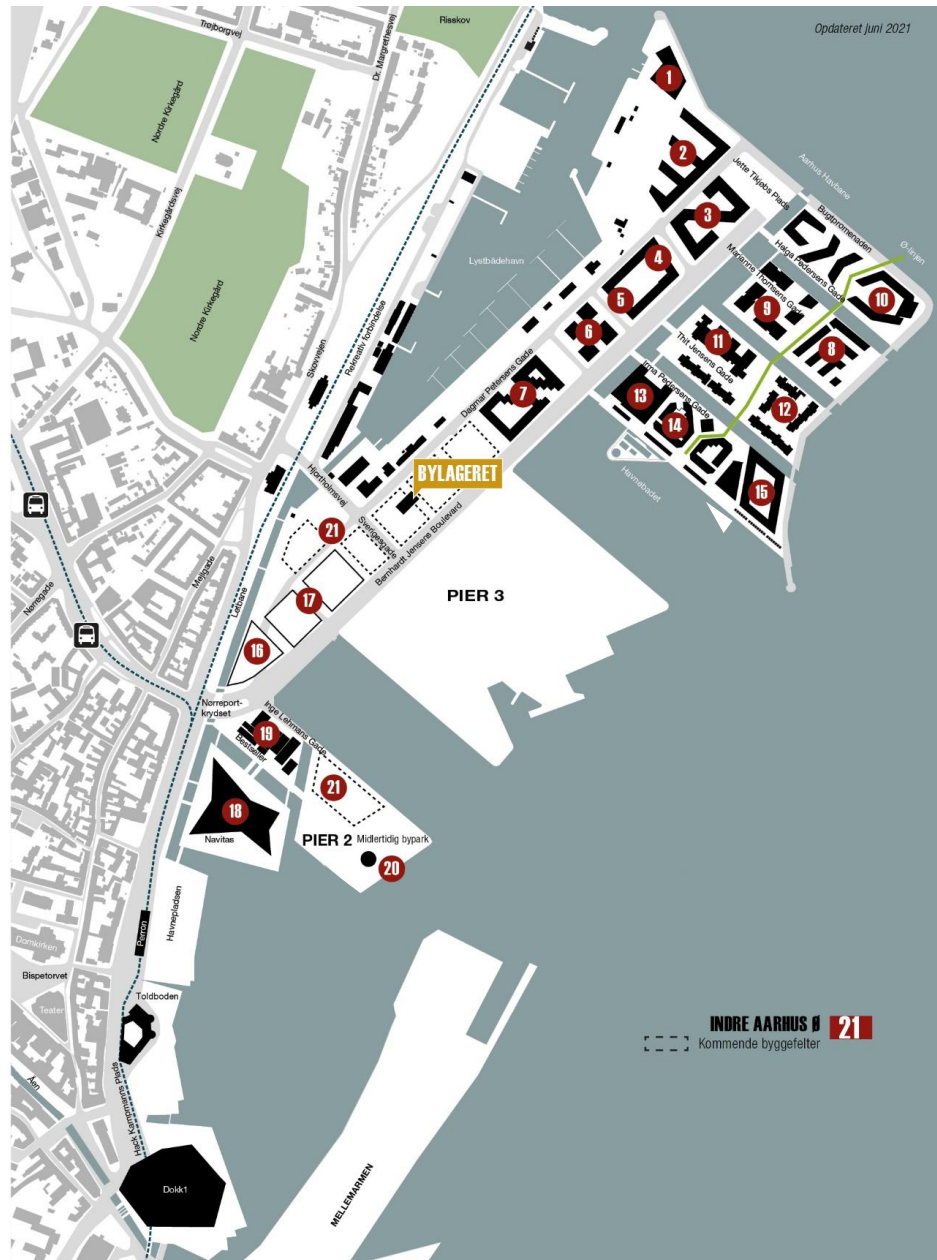 Risskov
Opdateret juni 2021
Trøjborgvej
Dr. Margrethesvej
Nordre Kirkegård
Kirkegårdsvej
1
2
Jette Tikjøbs Plads
Aarhus Havbane
3
Bugtpromenaden
Lystbådehavn
4
Marianne Thomsens Gade
Helga Pedersens Gade
Ø-linjen
Nordre Kirkegård
Rekreativ forbindelse
5
10
9
6
11
8
Skovvejen
Dagmar Petersens Gade
Thit Jensens Gade
7
Irma Pedersens Gade
13
12
14
BYLAGERET
Hjortholmsvej
Havnebadet
15
21
Sverigesgade
Bernhardt Jensens Boulevard
Mejlgade
Nørregade
Letbane
17
PIER 3
16
Nørreport-
krydset
Inge Lehmans Gade
19
Bestseller
21
18
Navitas
PIER 2 Midlertidig bypark
20
Havnepladsen
Perron
Domkirken
Bispetorvet
Toldboden
Teater
INDRE AARHUS Ø 21
Kommende byggefelter
Åen
Hack Kampmanns Plads
MELLEMARMEN
Dokk1